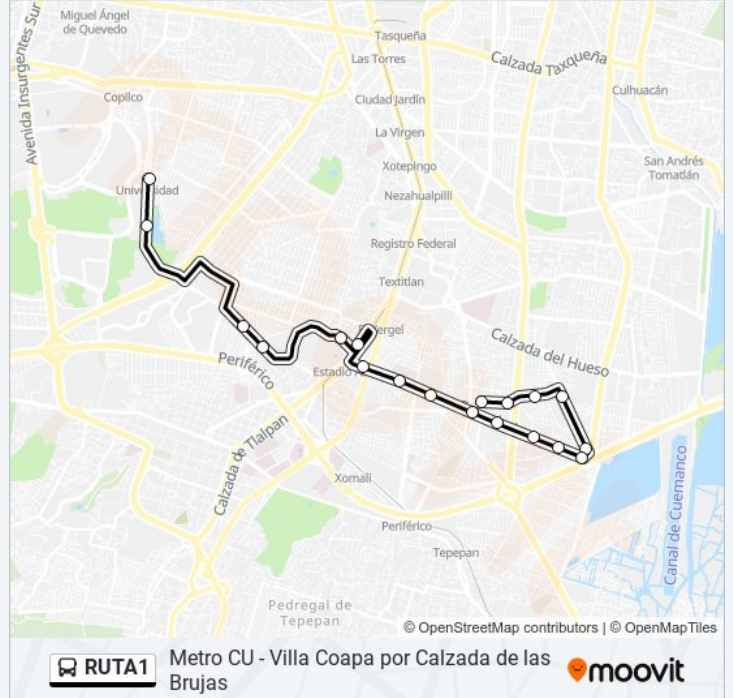 Miguel Ángel
de Quevedo
Tasqueña
Las Torres
Calzada Taxqueña
Avenida Insurgentes Sur
Copilco
Ciudad Jardín
Culhuacán
La Virgen
Xotepingo
San Andrés
Tomatlán
Universidad
Nezahualpilli
Registro Federal
Textitlan
Calzada del Hueso
Periférico
Calzada de Tlalpan
Xomali
Periférico
Canal de Cuemanco
Tepepan
Pedregal de
Tepepan
© OpenStreetMap contributors | © OpenMapTiles
RUTA1
Metro CU - Villa Coapa por Calzada de las
Brujas
moovit